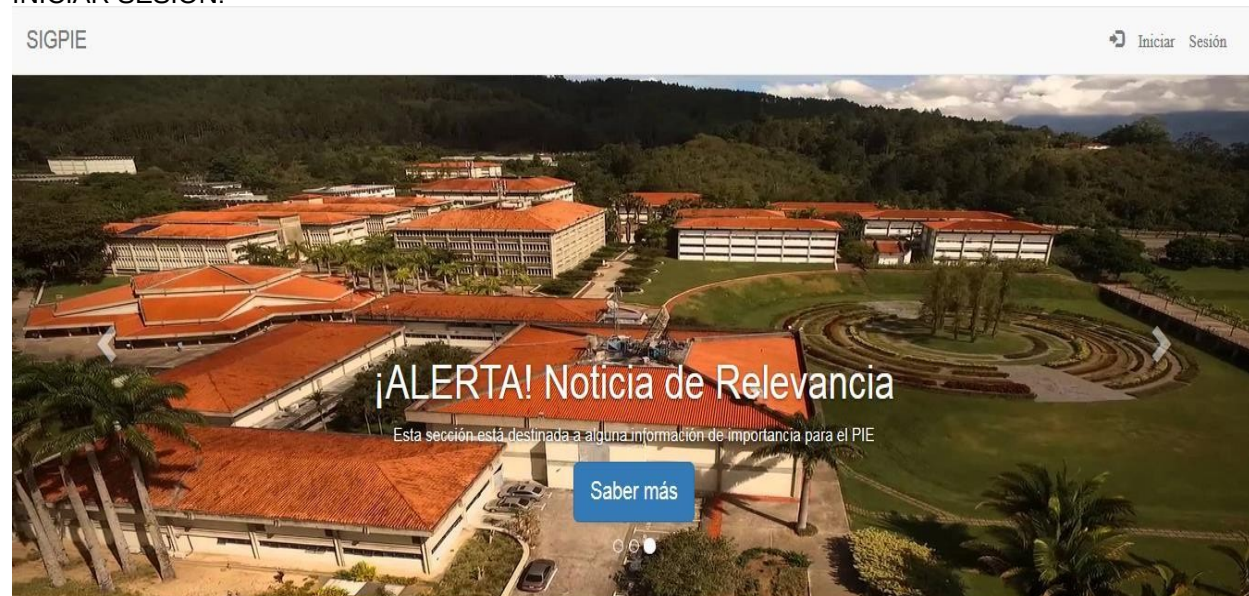 INICIAR SESIÓN.
SIGPIE
Iniciar Sesión
¡ALERTA! Noticia de Relevancia
Esta sección está destinada a alguna información de importancia para el PIE
Saber más